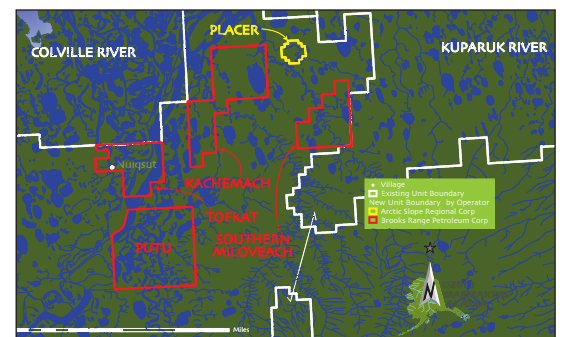 PLACER
COLVILLE RIVER
KUPARUK RIVER
Nuiqsut
KACHEMACH
TOFKAT
SOUTHERN
MILOVEACH
PUTU
Village
Existing Unit Boundary
New Unit Boundary by Operator
Arctic Slope Regional Corp
Brooks Range Petroleum Corp
N
Miles